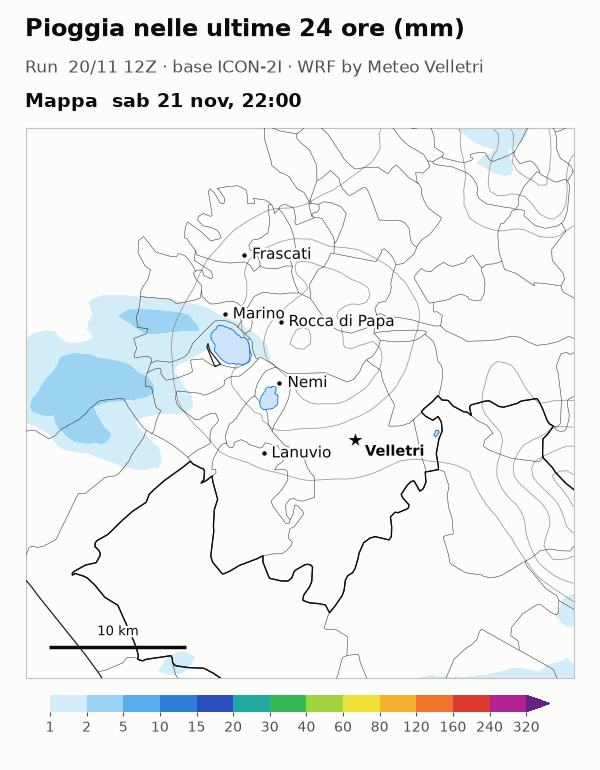 Pioggia nelle ultime 24 ore (mm)
Run  20/11 12Z · base ICON-2I · WRF by Meteo Velletri
Mappa  sab 21 nov, 22:00
Frascati
Marino
Rocca di Papa
Nemi
Velletri
Lanuvio
10 km
1 2 5 10 15 20 30 40 60 80 120 160 240 320